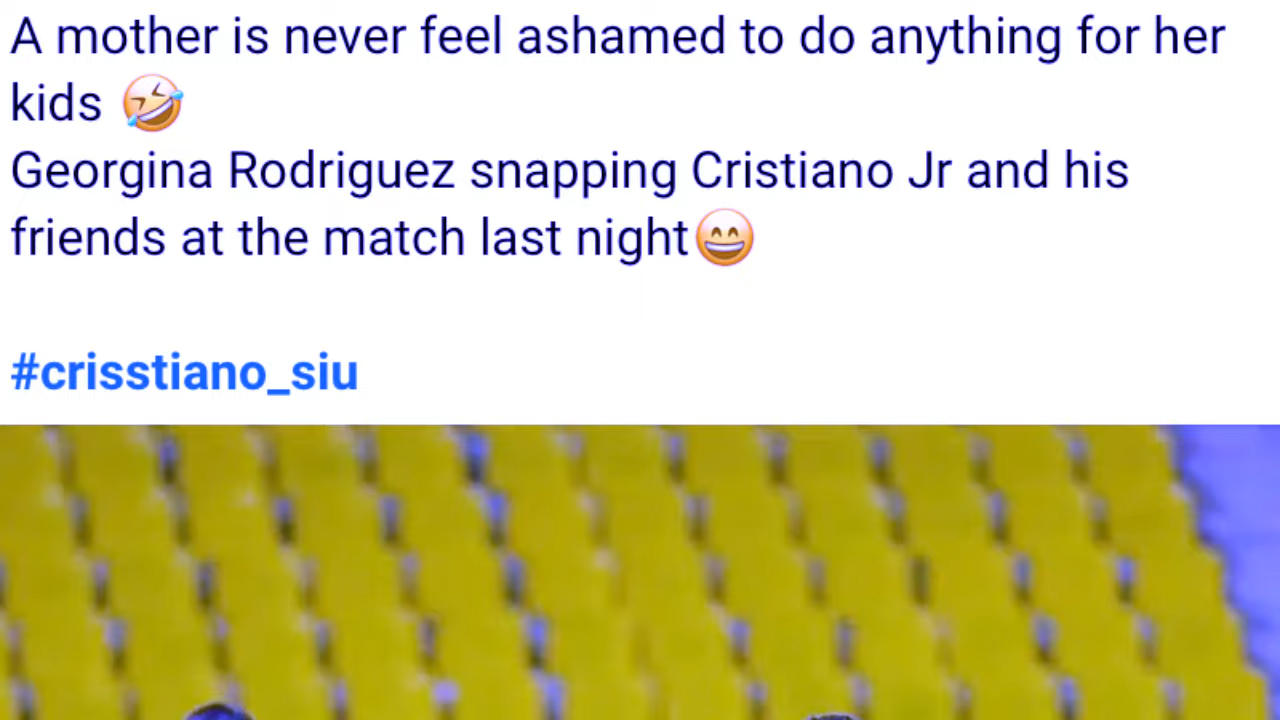 A mother is never feel ashamed to do anything for her
kids 🤣
Georgina Rodriguez snapping Cristiano Jr and his
friends at the match last night😄
#crisstiano_siu